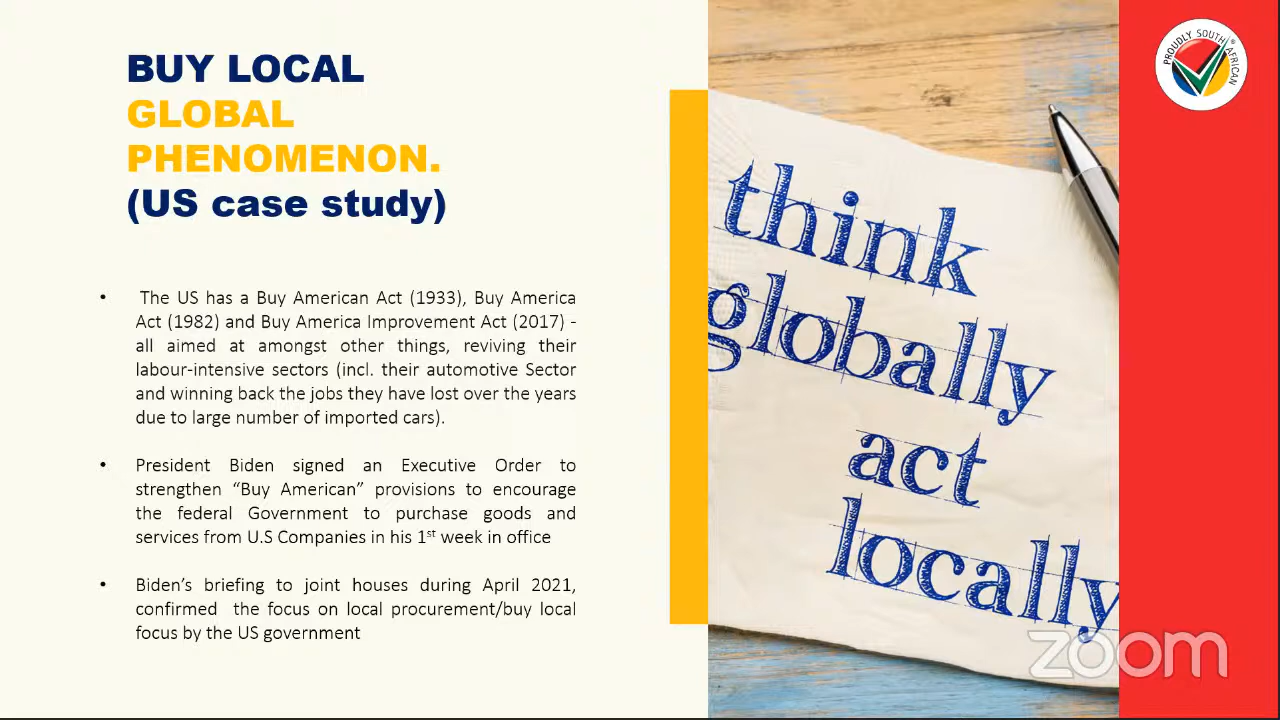 BUY LOCAL
GLOBAL
PHENOMENON.
(US case study)
• The US has a Buy American Act (1933), Buy America
Act (1982) and Buy America Improvement Act (2017) -
all aimed at amongst other things, reviving their
labour-intensive sectors (incl. their automotive Sector
and winning back the jobs they have lost over the years
due to large number of imported cars).
• President Biden signed an Executive Order to
strengthen “Buy American” provisions to encourage
the federal Government to purchase goods and
services from U.S Companies in his 1st week in office
• Biden’s briefing to joint houses during April 2021,
confirmed the focus on local procurement/buy local
focus by the US government
think
globally
act
locally
PROUDLY SOUTH AFRICAN ®
zoom